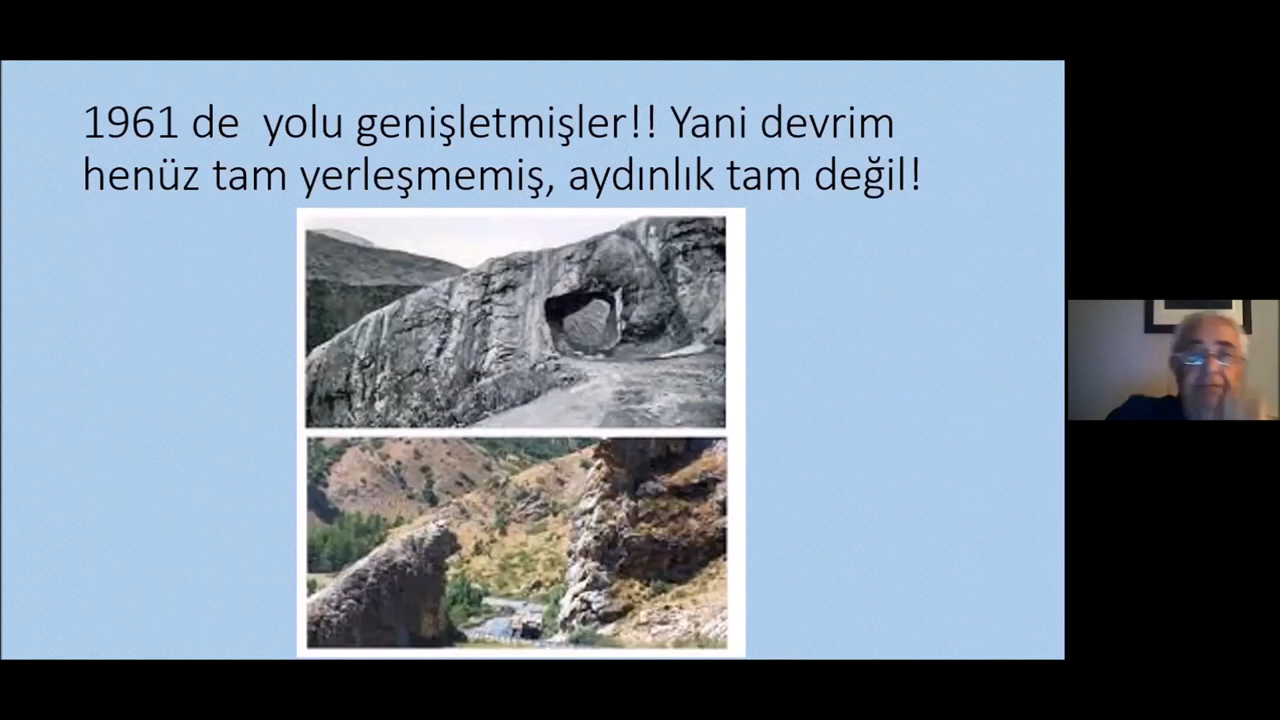 1961 de  yolu genişletmişler!! Yani devrim
henüz tam yerleşmemiş, aydınlık tam değil!